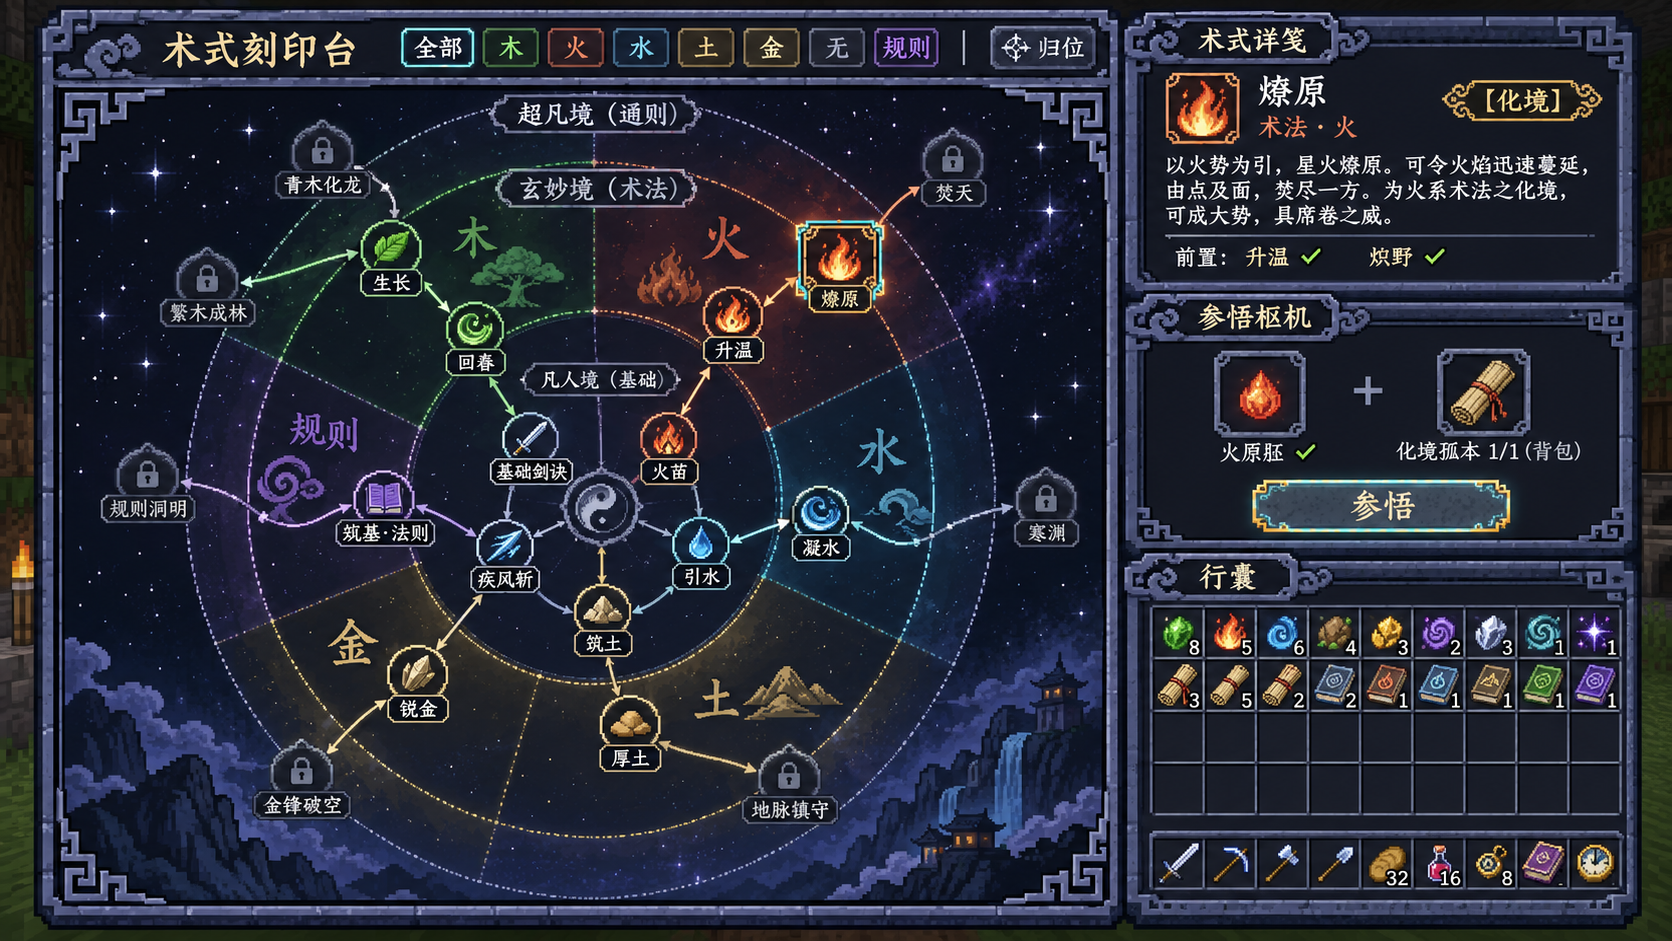 术式刻印台
全部 木 火 水 土 金 无 规则 归位
超凡境（通则）
玄妙境（术法）
凡人境（基础）
青木化龙
焚天
繁木成林
生长
木
火
燎原
回春
升温
规则
水
基础剑诀
火苗
规则洞明
筑基·法则
疾风斩
引水
凝水
寒渊
筑土
金
锐金
土
厚土
金锋破空
地脉镇守
术式详笺
燎原
术法·火
【化境】
以火势为引，星火燎原。可令火焰迅速蔓延，
由点及面，焚尽一方。为火系术法之化境，
可成大势，具席卷之威。
前置： 升温 ✓ 炽野 ✓
参悟枢机
+
火原胚 ✓ 化境孤本 1/1 (背包)
参悟
行囊
8 5 6 4 3 2 3 1 1
3 5 2 2 1 1 1 1 1
32 16 8